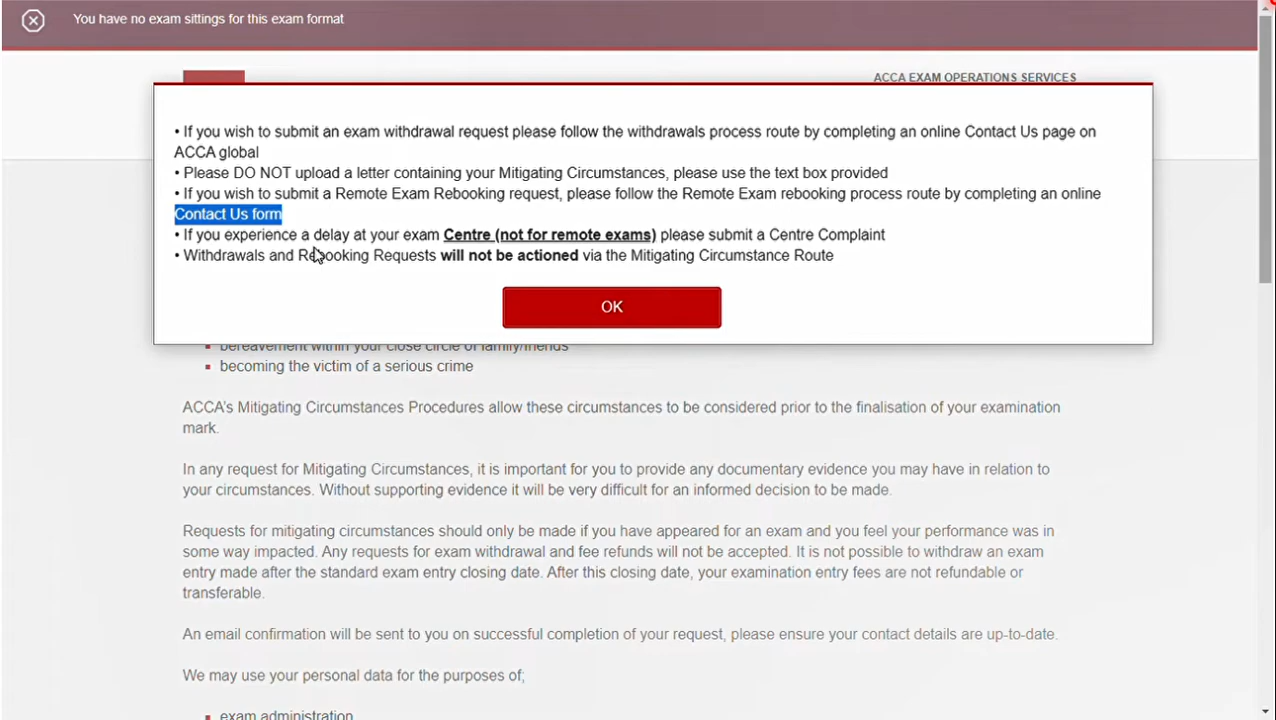 You have no exam sittings for this exam format
ACCA EXAM OPERATIONS SERVICES
• If you wish to submit an exam withdrawal request please follow the withdrawals process route by completing an online Contact Us page on
ACCA global
• Please DO NOT upload a letter containing your Mitigating Circumstances, please use the text box provided
• If you wish to submit a Remote Exam Rebooking request, please follow the Remote Exam rebooking process route by completing an online
Contact Us form
• If you experience a delay at your exam Centre (not for remote exams) please submit a Centre Complaint
• Withdrawals and Rebooking Requests will not be actioned via the Mitigating Circumstance Route
OK
bereavement within your close circle of family/friends
becoming the victim of a serious crime
ACCA's Mitigating Circumstances Procedures allow these circumstances to be considered prior to the finalisation of your examination
mark.
In any request for Mitigating Circumstances, it is important for you to provide any documentary evidence you may have in relation to
your circumstances. Without supporting evidence it will be very difficult for an informed decision to be made.
Requests for mitigating circumstances should only be made if you have appeared for an exam and you feel your performance was in
some way impacted. Any requests for exam withdrawal and fee refunds will not be accepted. It is not possible to withdraw an exam
entry made after the standard exam entry closing date. After this closing date, your examination entry fees are not refundable or
transferable.
An email confirmation will be sent to you on successful completion of your request, please ensure your contact details are up-to-date.
We may use your personal data for the purposes of;
exam administration